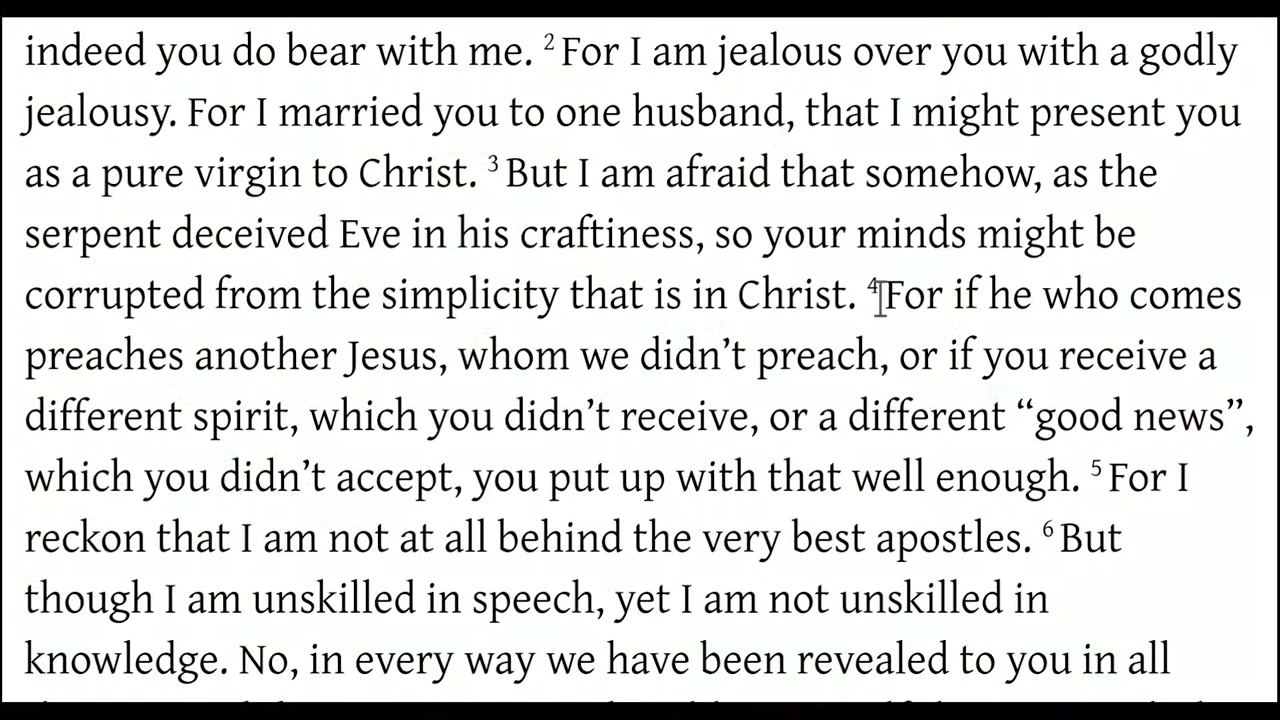 indeed you do bear with me. 2 For I am jealous over you with a godly
jealousy. For I married you to one husband, that I might present you
as a pure virgin to Christ. 3 But I am afraid that somehow, as the
serpent deceived Eve in his craftiness, so your minds might be
corrupted from the simplicity that is in Christ. 4 For if he who comes
preaches another Jesus, whom we didn’t preach, or if you receive a
different spirit, which you didn’t receive, or a different “good news”,
which you didn’t accept, you put up with that well enough. 5 For I
reckon that I am not at all behind the very best apostles. 6 But
though I am unskilled in speech, yet I am not unskilled in
knowledge. No, in every way we have been revealed to you in all